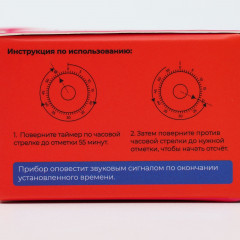 Инструкция по использованию:
1. Поверните таймер по часовой
стрелке до отметки 55 минут.
2. Затем поверните против
часовой стрелки до нужной
отметки, чтобы начать отсчёт.
Прибор оповестит звуковым сигналом по окончании
установленного времени.